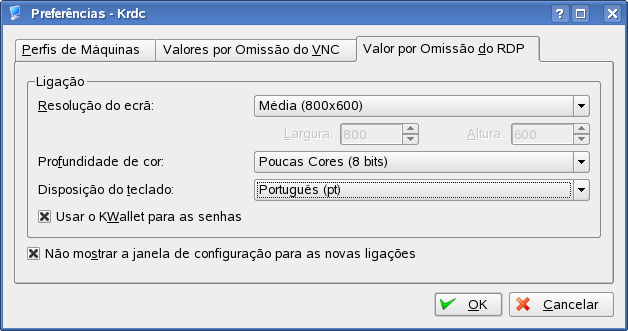 Preferências - Krdc
Perfis de Máquinas
Valores por Omissão do VNC
Valor por Omissão do RDP
Ligação
Resolução do ecrã:
Média (800x600)
Largura:
800
Altura:
600
Profundidade de cor:
Poucas Cores (8 bits)
Disposição do teclado:
Português (pt)
Usar o KWallet para as senhas
Não mostrar a janela de configuração para as novas ligações
OK
Cancelar